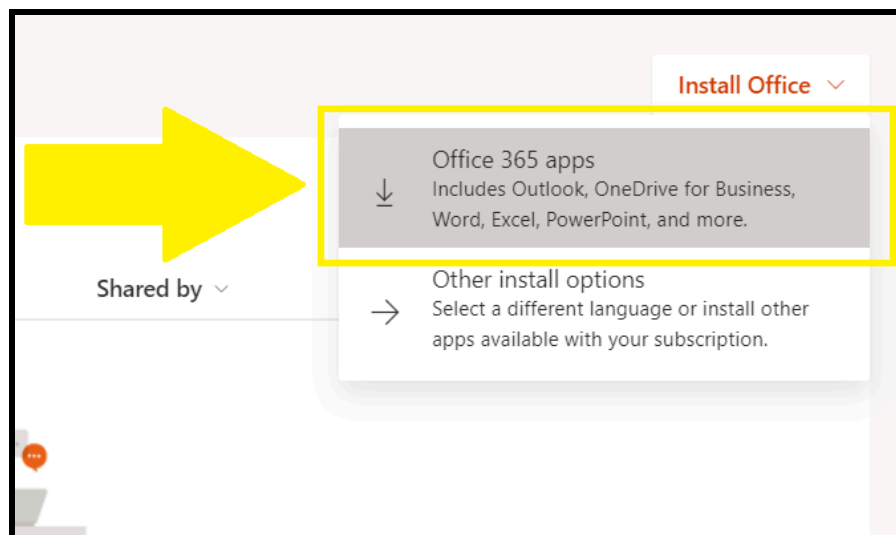 Install Office
Office 365 apps
Includes Outlook, OneDrive for Business,
Word, Excel, PowerPoint, and more.
Shared by
Other install options
Select a different language or install other
apps available with your subscription.